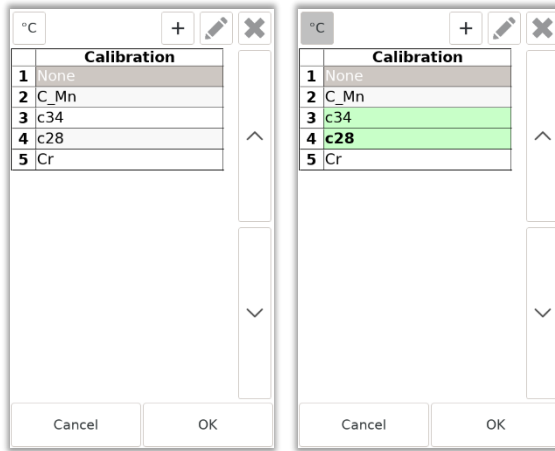 °C +
Calibration
1 None
2 C_Mn
3 c34
4 c28
5 Cr
Cancel OK
°C +
Calibration
1 None
2 C_Mn
3 c34
4 c28
5 Cr
Cancel OK